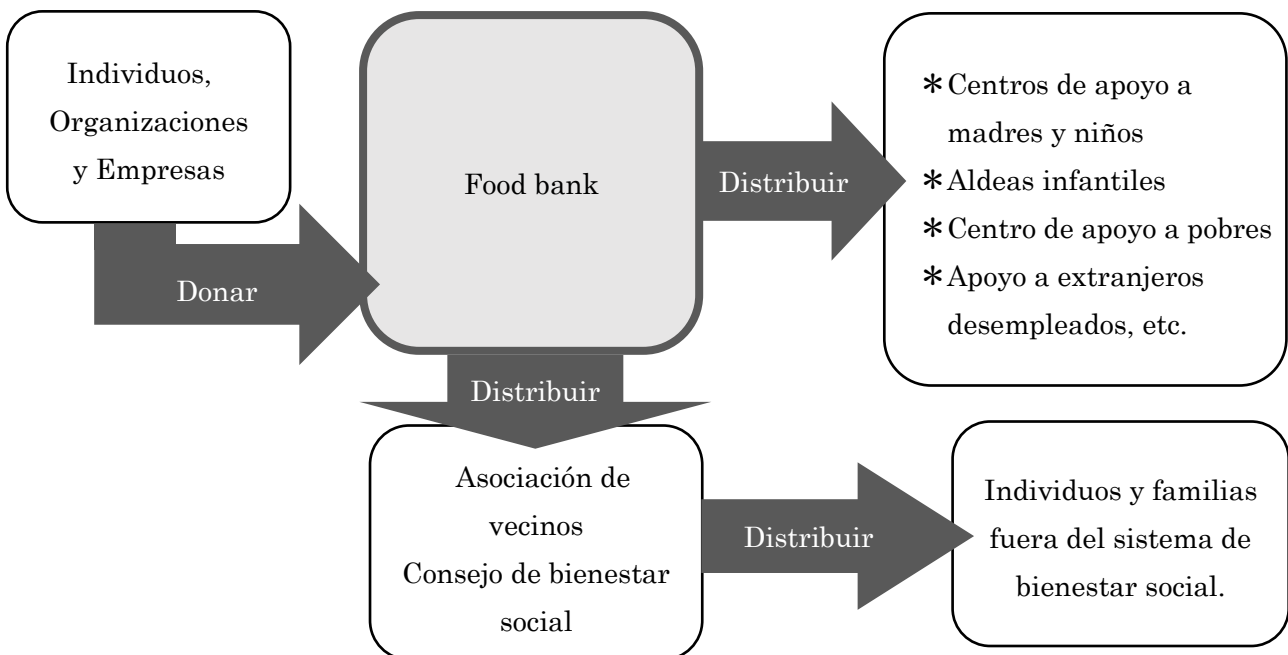 Individuos,
Organizaciones
y Empresas
Donar
Food bank
Distribuir
＊Centros de apoyo a
madres y niños
＊Aldeas infantiles
＊Centro de apoyo a pobres
＊Apoyo a extranjeros
desempleados, etc.
Distribuir
Asociación de
vecinos
Consejo de bienestar
social
Distribuir
Individuos y familias
fuera del sistema de
bienestar social.